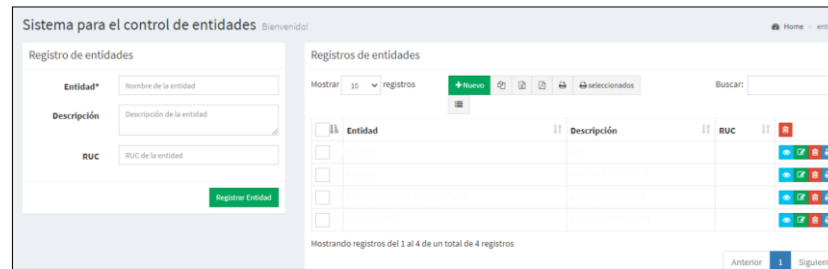 Sistema para el control de entidades Bienvenido!
Home > enti
Registro de entidades
Entidad* Nombre de la entidad
Descripción Descripción de la entidad
RUC RUC de la entidad
Registrar Entidad
Registros de entidades
Mostrar 10 registros
+Nuevo
seleccionados
Buscar:
Entidad Descripción RUC
Mostrando registros del 1 al 4 de un total de 4 registros
Anterior 1 Siguient